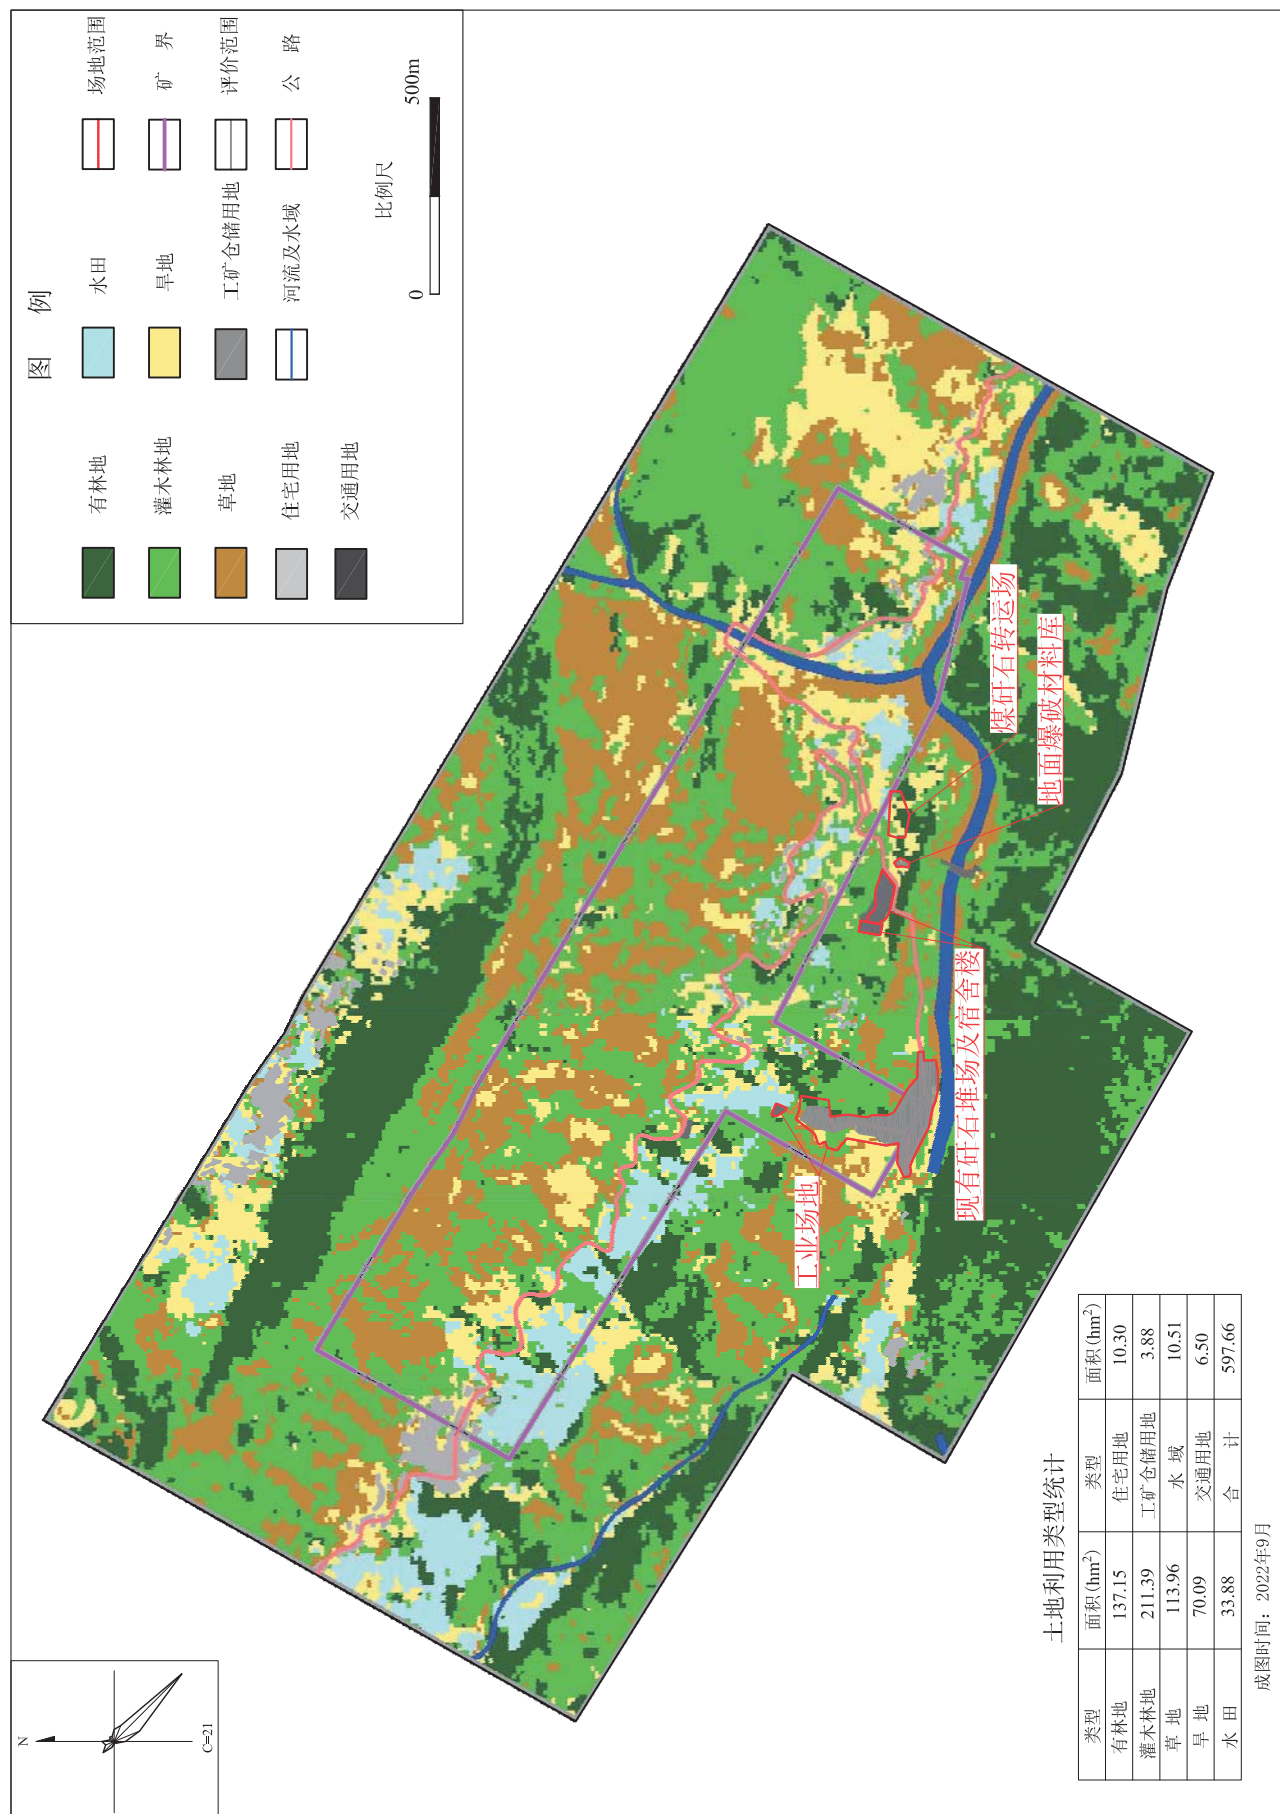 图 例
有林地
水田
场地范围
灌木林地
旱地
矿 界
草地
工矿仓储用地
评价范围
住宅用地
河流及水域
公 路
交通用地
比例尺
0 500m
N
C=21
煤矸石转运场
地面爆破材料库
现有矸石堆场及宿舍楼
工业场地
土地利用类型统计
类型 面积(hm²) 类型 面积(hm²)
有林地 137.15 住宅用地 10.30
灌木林地 211.39 工矿仓储用地 3.88
草 地 113.96 水 域 10.51
旱 地 70.09 交通用地 6.50
水 田 33.88 合 计 597.66
成图时间：2022年9月